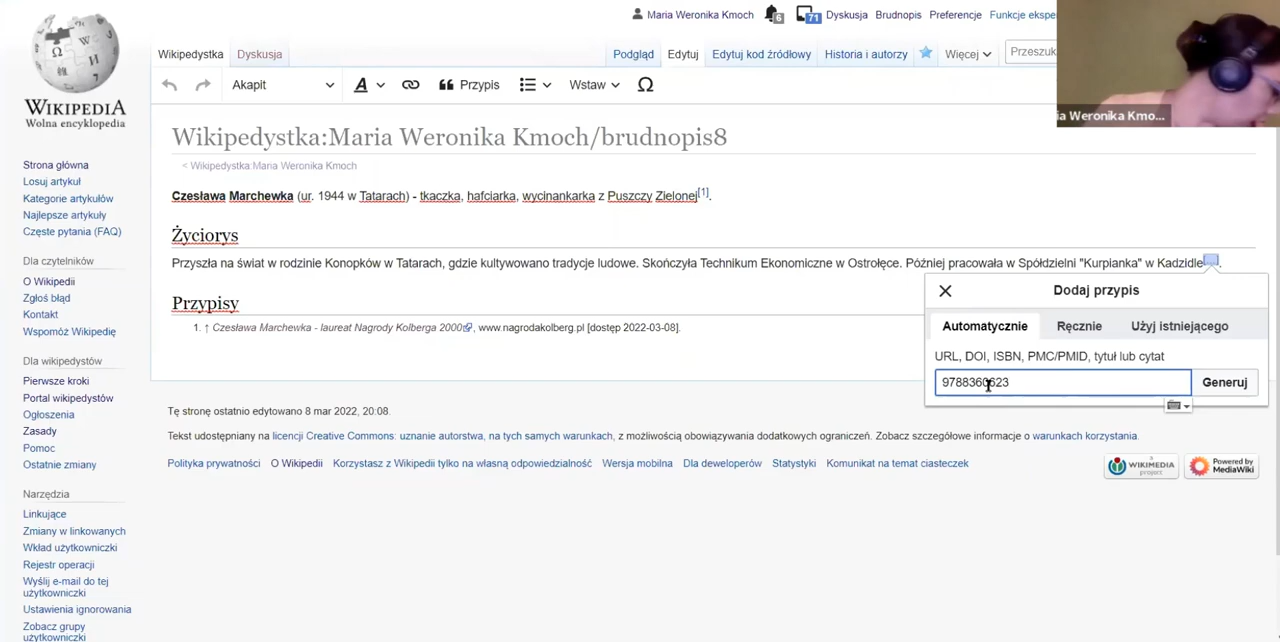 Maria Weronika Kmoch 6 71 Dyskusja Brudnopis Preferencje Funkcje ekspe
Wikipedystka Dyskusja Podgląd Edytuj Edytuj kod źródłowy Historia i autorzy Więcej Przeszuk
Akapit A Przypis Wstaw Ω
WIKIPEDIA
Wolna encyklopedia
ia Weronika Kmo...
Wikipedystka:Maria Weronika Kmoch/brudnopis8
< Wikipedystka:Maria Weronika Kmoch
Czesława Marchewka (ur. 1944 w Tatarach) - tkaczka, hafciarka, wycinankarka z Puszczy Zielonej[1].
Życiorys
Przyszła na świat w rodzinie Konopków w Tatarach, gdzie kultywowano tradycje ludowe. Skończyła Technikum Ekonomiczne w Ostrołęce. Później pracowała w Spółdzielni "Kurpianka" w Kadzidle.
Przypisy
1. ↑ Czesława Marchewka - laureat Nagrody Kolberga 2000, www.nagrodakolberg.pl [dostęp 2022-03-08].
Dodaj przypis
Automatycznie Ręcznie Użyj istniejącego
URL, DOI, ISBN, PMC/PMID, tytuł lub cytat
9788360623 Generuj
Tę stronę ostatnio edytowano 8 mar 2022, 20:08.
Tekst udostępniany na licencji Creative Commons: uznanie autorstwa, na tych samych warunkach, z możliwością obowiązywania dodatkowych ograniczeń. Zobacz szczegółowe informacje o warunkach korzystania.
Polityka prywatności O Wikipedii Korzystasz z Wikipedii tylko na własną odpowiedzialność Wersja mobilna Dla deweloperów Statystyki Komunikat na temat ciasteczek
A WIKIMEDIA project
Powered by MediaWiki
Strona główna
Losuj artykuł
Kategorie artykułów
Najlepsze artykuły
Częste pytania (FAQ)
Dla czytelników
O Wikipedii
Zgłoś błąd
Kontakt
Wspomóż Wikipedię
Dla wikipedystów
Pierwsze kroki
Portal wikipedystów
Ogłoszenia
Zasady
Pomoc
Ostatnie zmiany
Narzędzia
Linkujące
Zmiany w linkowanych
Wkład użytkowniczki
Rejestr operacji
Wyślij e-mail do tej
użytkowniczki
Ustawienia ignorowania
Zobacz grupy
użytkowniczki